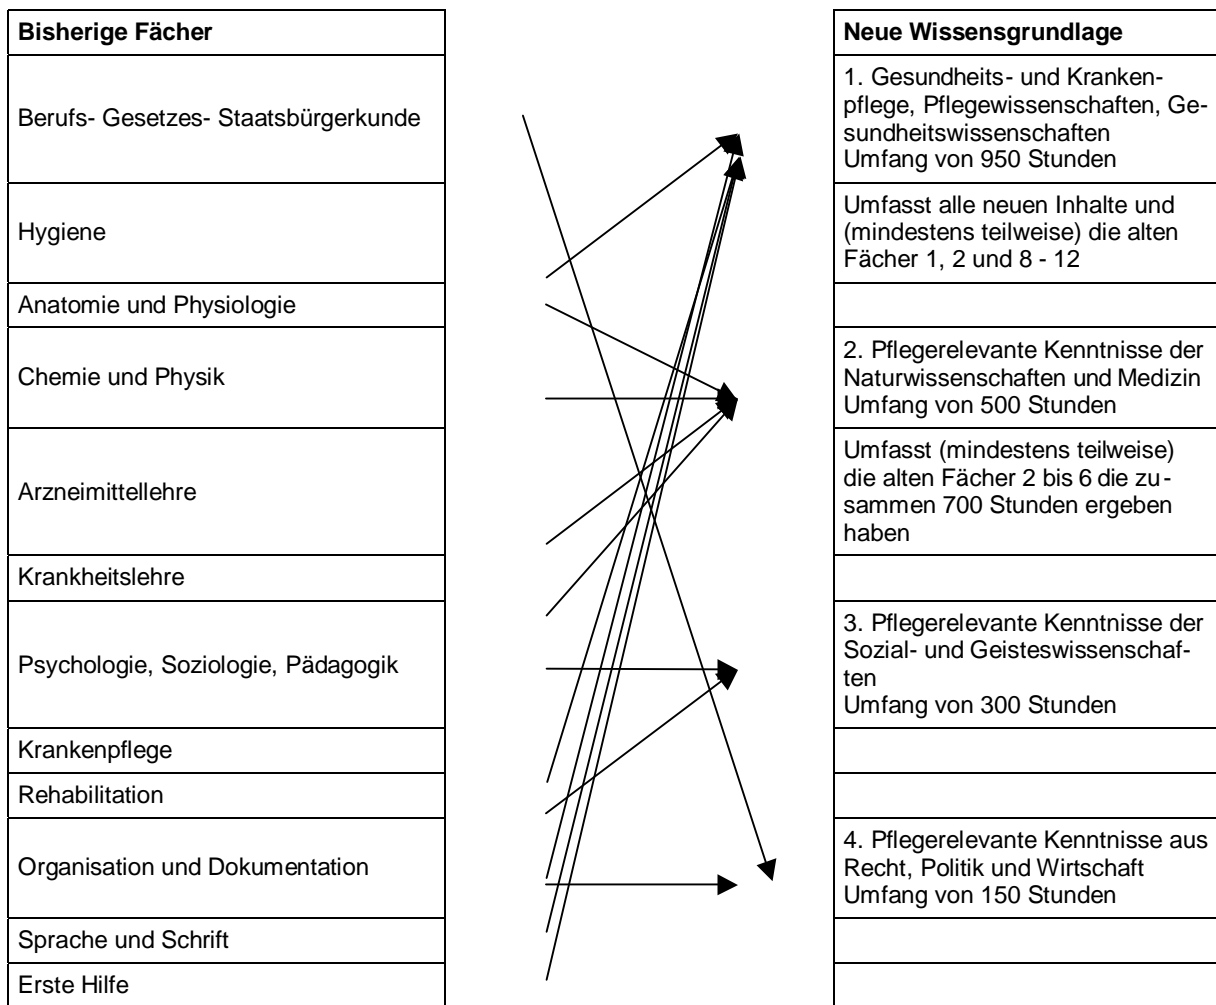 Bisherige Fächer
Neue Wissensgrundlage
Berufs- Gesetzes- Staatsbürgerkunde
1. Gesundheits- und Kranken-
pflege, Pflegewissenschaften, Ge-
sundheitswissenschaften
Umfang von 950 Stunden
Hygiene
Umfasst alle neuen Inhalte und
(mindestens teilweise) die alten
Fächer 1, 2 und 8 - 12
Anatomie und Physiologie
Chemie und Physik
2. Pflegerelevante Kenntnisse der
Naturwissenschaften und Medizin
Umfang von 500 Stunden
Arzneimittellehre
Umfasst (mindestens teilweise)
die alten Fächer 2 bis 6 die zu-
sammen 700 Stunden ergeben
haben
Krankheitslehre
Psychologie, Soziologie, Pädagogik
3. Pflegerelevante Kenntnisse der
Sozial- und Geisteswissenschaf-
ten
Umfang von 300 Stunden
Krankenpflege
Rehabilitation
Organisation und Dokumentation
4. Pflegerelevante Kenntnisse aus
Recht, Politik und Wirtschaft
Umfang von 150 Stunden
Sprache und Schrift
Erste Hilfe